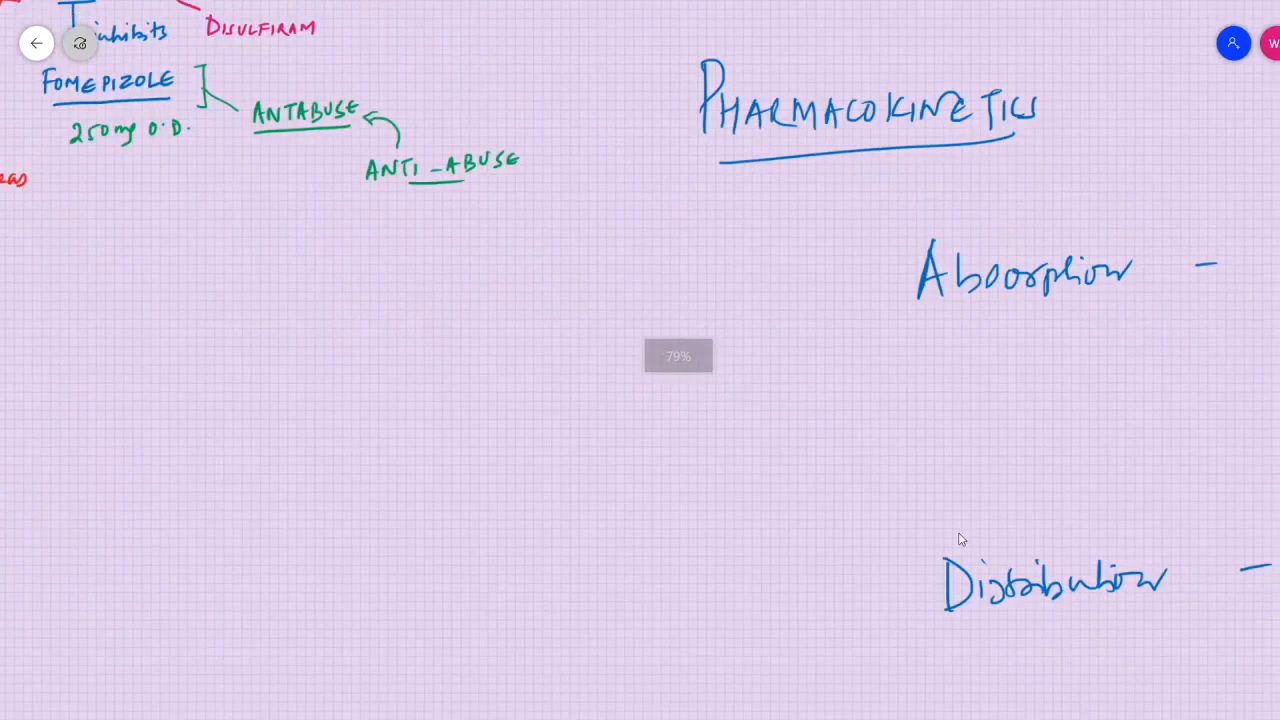 inhibits
DISULFIRAM
FOMEPIZOLE
250mg O.D.
ANTABUSE
ANTI-ABUSE
PHARMACOKINETICS
Absorption -
79%
Distribution -
W